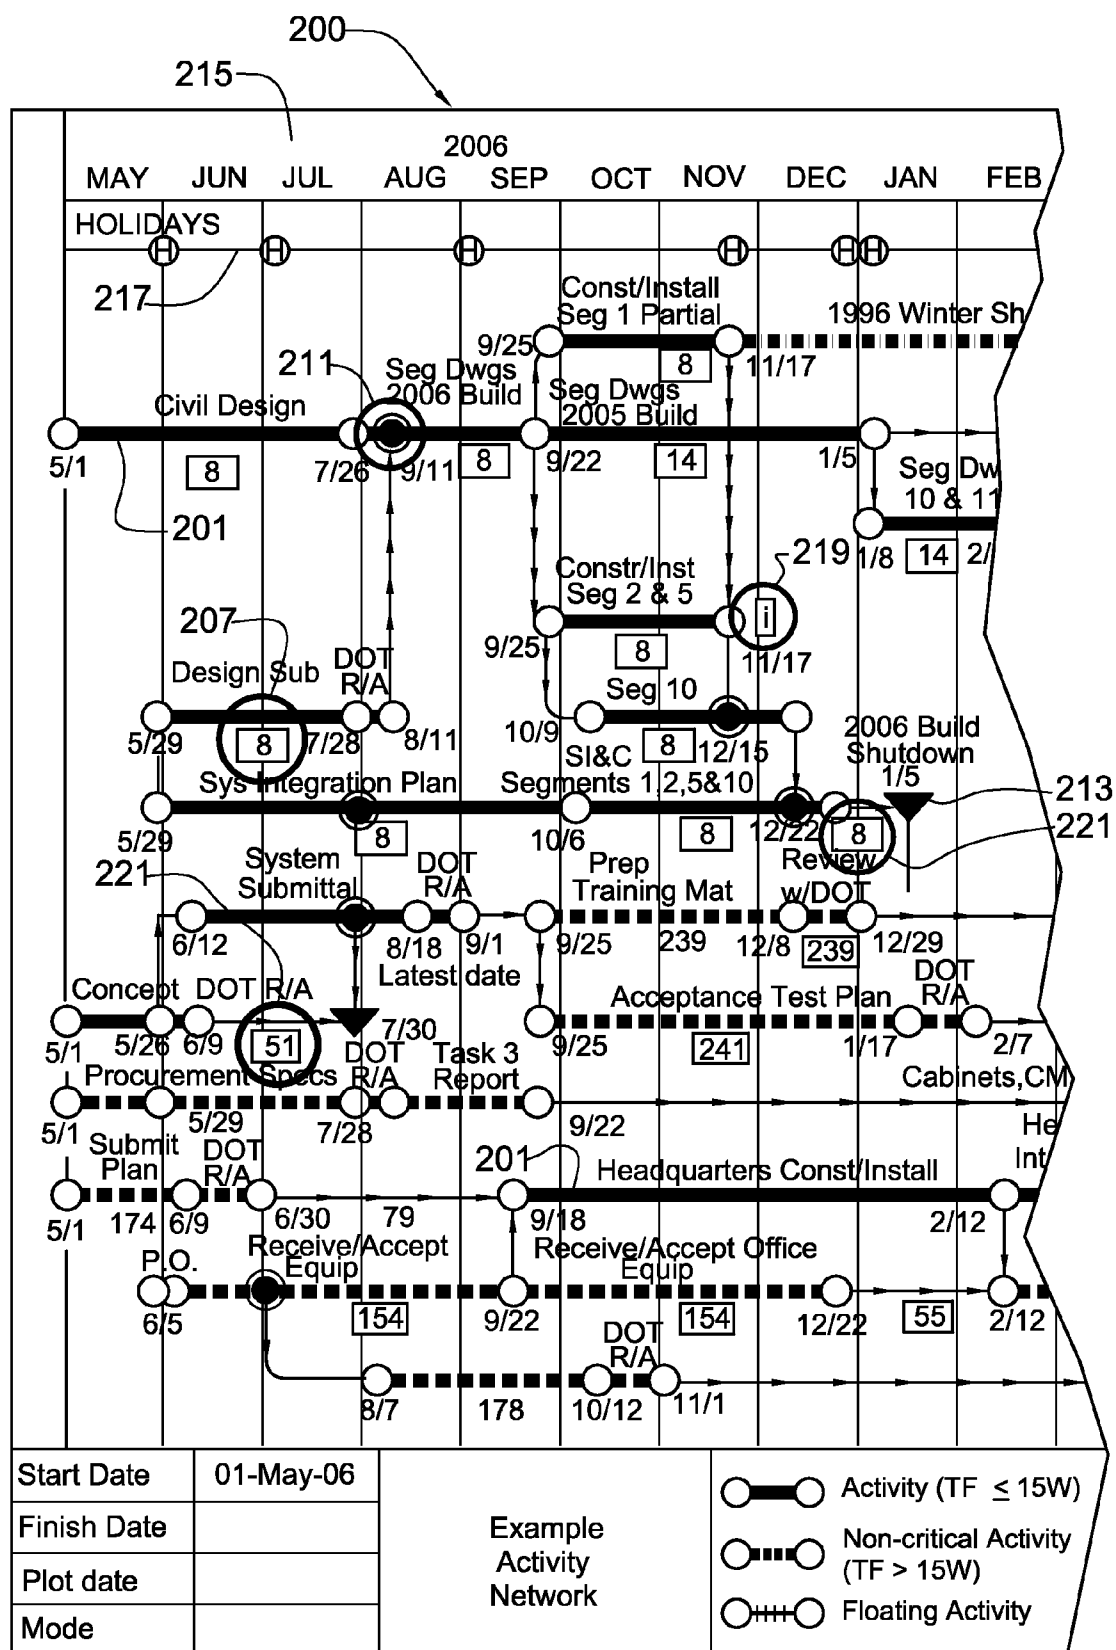 200
215
2006
MAY JUN JUL AUG SEP OCT NOV DEC JAN FEB
HOLIDAYS
H H H H H H
217
Const/Install
Seg 1 Partial
1996 Winter Sh
9/25
8
11/17
211
Seg Dwgs
2006 Build
Seg Dwgs
2005 Build
Civil Design
5/1
8
7/26
9/11
8
9/22
14
1/5
Seg Dw
10 & 11
201
1/8
14
2/
219
Constr/Inst
Seg 2 & 5
i
9/25
8
11/17
207
Design Sub
DOT
R/A
Seg 10
5/29
8
7/28
8/11
10/9
8
12/15
2006 Build
Shutdown
1/5
SI&C
Sys Integration Plan
Segments 1,2,5&10
213
5/29
8
10/6
8
12/22
8
221
221
System
Submittal
DOT
R/A
Prep
Training Mat
Review
w/DOT
6/12
8/18
9/1
9/25
239
12/8
239
12/29
Latest date
Concept
DOT R/A
Acceptance Test Plan
DOT
R/A
5/1
5/26
6/9
51
7/30
9/25
241
1/17
2/7
Procurement Specs
DOT
R/A
Task 3
Report
Cabinets,CM
5/1
5/29
7/28
9/22
Submit
Plan
DOT
R/A
201
Headquarters Const/Install
He
Int
5/1
174
6/9
6/30
79
9/18
2/12
P.O.
Receive/Accept
Equip
Receive/Accept Office
Equip
6/5
154
9/22
154
12/22
55
2/12
DOT
R/A
8/7
178
10/12
11/1
Start Date 01-May-06
Finish Date
Plot date
Mode
Example
Activity
Network
Activity (TF ≤ 15W)
Non-critical Activity
(TF > 15W)
Floating Activity